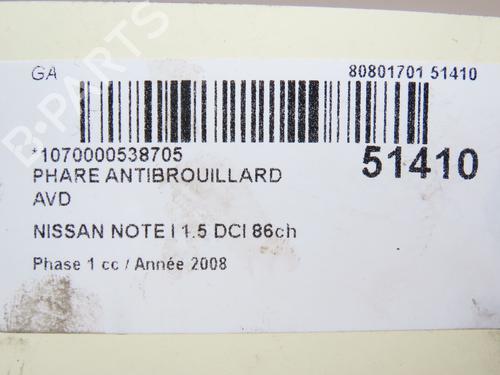 B-PARTS
GA 80801701 51410
*1070000538705 51410
PHARE ANTIBROUILLARD
AVD
NISSAN NOTE I 1.5 DCI 86ch
Phase 1 cc / Année 2008